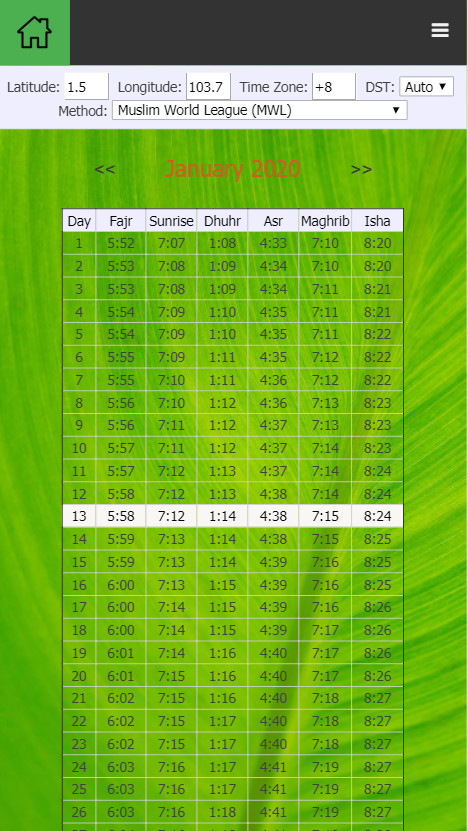 Latitude: 1.5 Longitude: 103.7 Time Zone: +8 DST: Auto
Method: Muslim World League (MWL)
<< January 2020 >>
Day Fajr Sunrise Dhuhr Asr Maghrib Isha
1 5:52 7:07 1:08 4:33 7:10 8:20
2 5:53 7:08 1:09 4:34 7:10 8:20
3 5:53 7:08 1:09 4:34 7:11 8:21
4 5:54 7:09 1:10 4:35 7:11 8:21
5 5:54 7:09 1:10 4:35 7:11 8:22
6 5:55 7:09 1:11 4:35 7:12 8:22
7 5:55 7:10 1:11 4:36 7:12 8:22
8 5:56 7:10 1:12 4:36 7:13 8:23
9 5:56 7:11 1:12 4:37 7:13 8:23
10 5:57 7:11 1:12 4:37 7:14 8:23
11 5:57 7:12 1:13 4:37 7:14 8:24
12 5:58 7:12 1:13 4:38 7:14 8:24
13 5:58 7:12 1:14 4:38 7:15 8:24
14 5:59 7:13 1:14 4:38 7:15 8:25
15 5:59 7:13 1:14 4:39 7:16 8:25
16 6:00 7:13 1:15 4:39 7:16 8:25
17 6:00 7:14 1:15 4:39 7:16 8:26
18 6:00 7:14 1:15 4:39 7:17 8:26
19 6:01 7:14 1:16 4:40 7:17 8:26
20 6:01 7:15 1:16 4:40 7:17 8:26
21 6:02 7:15 1:16 4:40 7:18 8:27
22 6:02 7:15 1:17 4:40 7:18 8:27
23 6:02 7:15 1:17 4:40 7:18 8:27
24 6:03 7:16 1:17 4:41 7:19 8:27
25 6:03 7:16 1:17 4:41 7:19 8:27
26 6:03 7:16 1:18 4:41 7:19 8:27